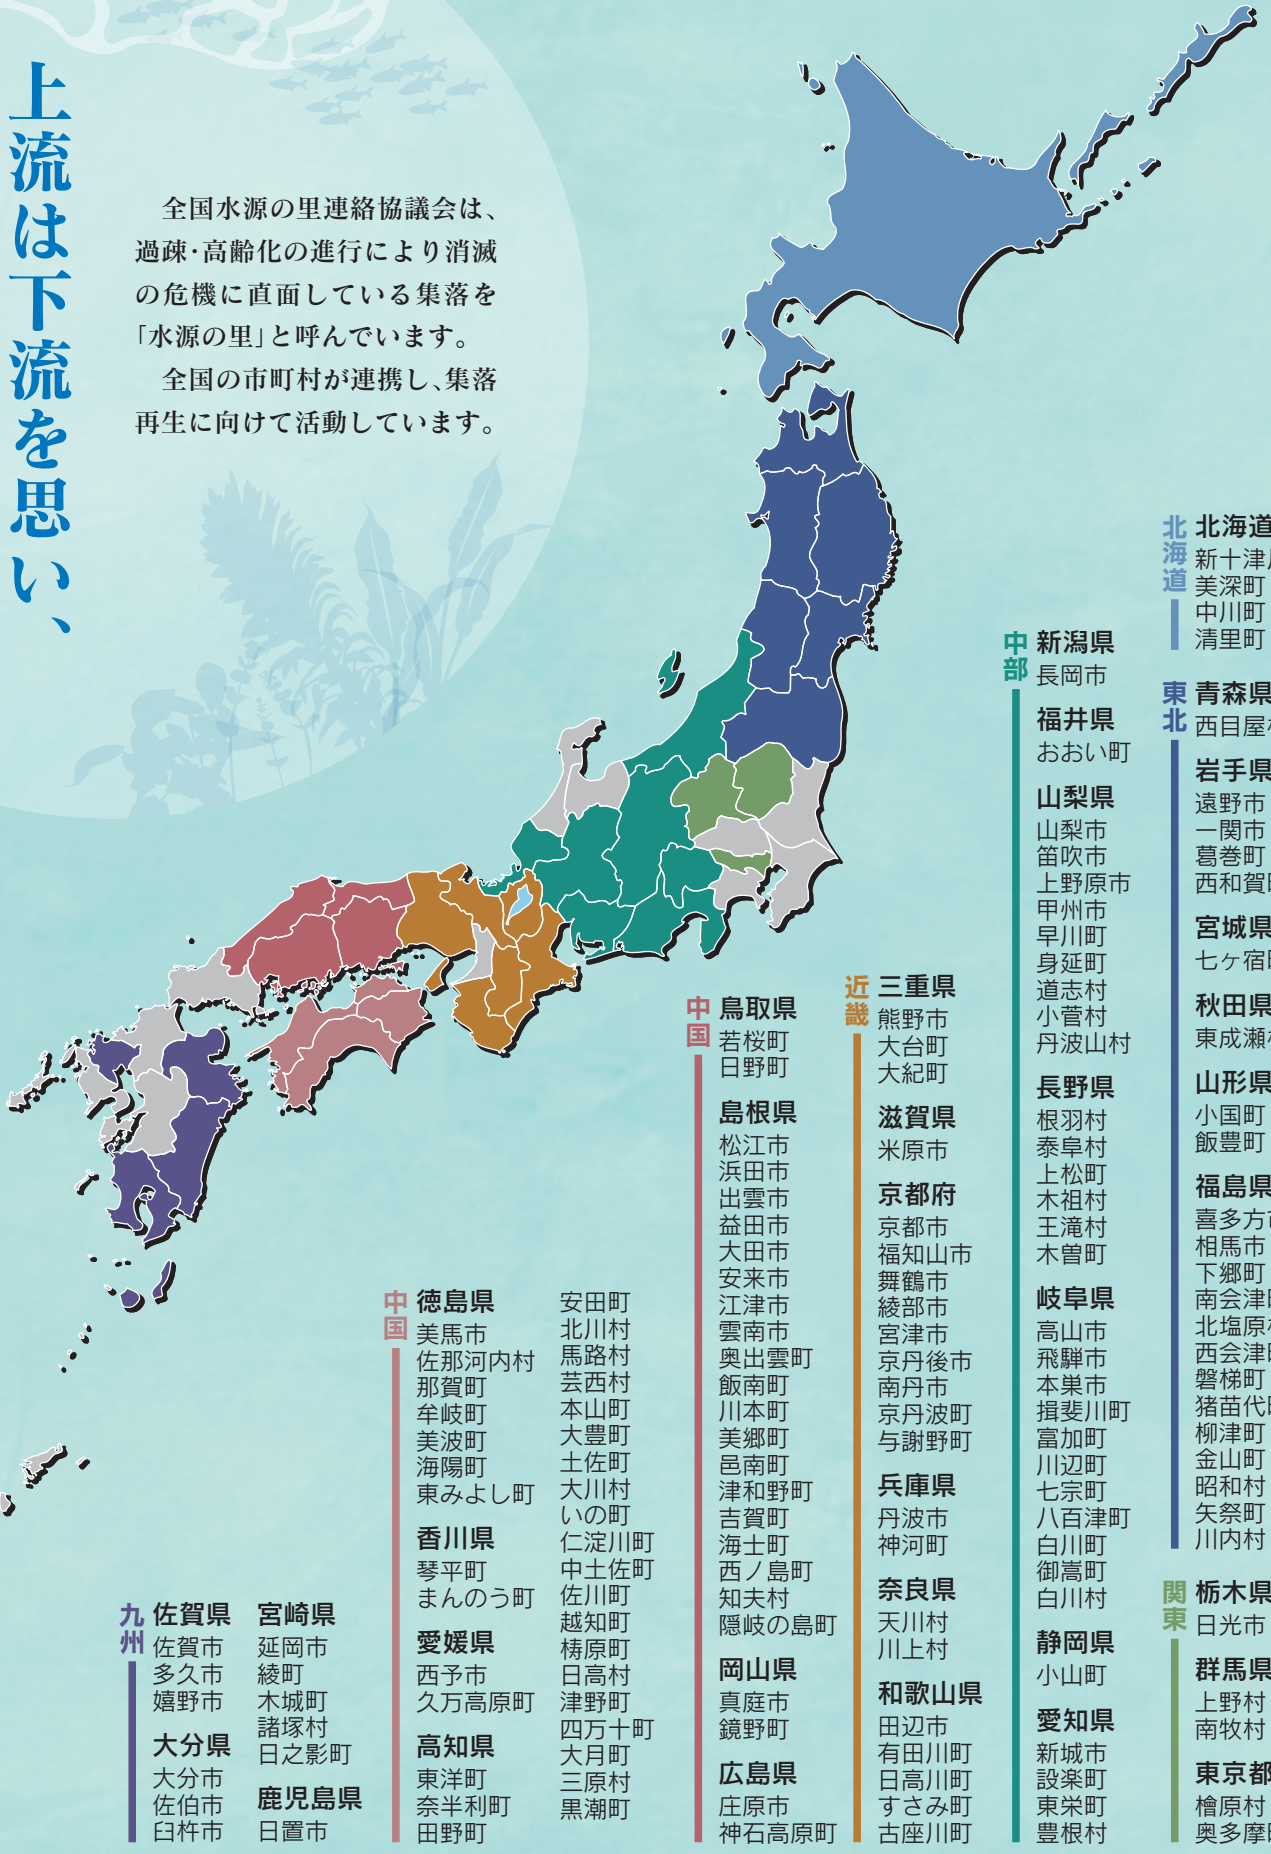 上流は下流を思い、
全国水源の里連絡協議会は、
過疎・高齢化の進行により消滅
の危機に直面している集落を
「水源の里」と呼んでいます。
全国の市町村が連携し、集落
再生に向けて活動しています。
北海道
北海道
新十津
美深町
中川町
清里町
東北
青森県
西目屋
岩手県
遠野市
一関市
葛巻町
西和賀
宮城県
七ヶ宿
秋田県
東成瀬
山形県
小国町
飯豊町
福島県
喜多方
相馬市
下郷町
南会津
北塩原
西会津
磐梯町
猪苗代
柳津町
金山町
昭和村
矢祭町
川内村
関東
栃木県
日光市
群馬県
上野村
南牧村
東京都
檜原村
奥多摩
中部
新潟県
長岡市
福井県
おおい町
山梨県
山梨市
笛吹市
上野原市
甲州市
早川町
身延町
道志村
小菅村
丹波山村
長野県
根羽村
泰阜村
上松町
木祖村
王滝村
木曽町
岐阜県
高山市
飛騨市
本巣市
揖斐川町
富加町
川辺町
七宗町
八百津町
白川町
御嵩町
白川村
静岡県
小山町
愛知県
新城市
設楽町
東栄町
豊根村
近畿
三重県
熊野市
大台町
大紀町
滋賀県
米原市
京都府
京都市
福知山市
舞鶴市
綾部市
宮津市
京丹後市
南丹市
京丹波町
与謝野町
兵庫県
丹波市
神河町
奈良県
天川村
川上村
和歌山県
田辺市
有田川町
日高川町
すさみ町
古座川町
中国
鳥取県
若桜町
日野町
島根県
松江市
浜田市
出雲市
益田市
大田市
安来市
江津市
雲南市
奥出雲町
飯南町
川本町
美郷町
邑南町
津和野町
吉賀町
海士町
西ノ島町
知夫村
隠岐の島町
岡山県
真庭市
鏡野町
広島県
庄原市
神石高原町
中国
徳島県
美馬市
佐那河内村
那賀町
牟岐町
美波町
海陽町
東みよし町
香川県
琴平町
まんのう町
愛媛県
西予市
久万高原町
高知県
東洋町
奈半利町
田野町
安田町
北川村
馬路村
芸西村
本山町
大豊町
土佐町
大川村
いの町
仁淀川町
中土佐町
佐川町
越知町
梼原町
日高村
津野町
四万十町
大月町
三原村
黒潮町
九州
佐賀県
佐賀市
多久市
嬉野市
大分県
大分市
佐伯市
臼杵市
宮崎県
延岡市
綾町
木城町
諸塚村
日之影町
鹿児島県
日置市